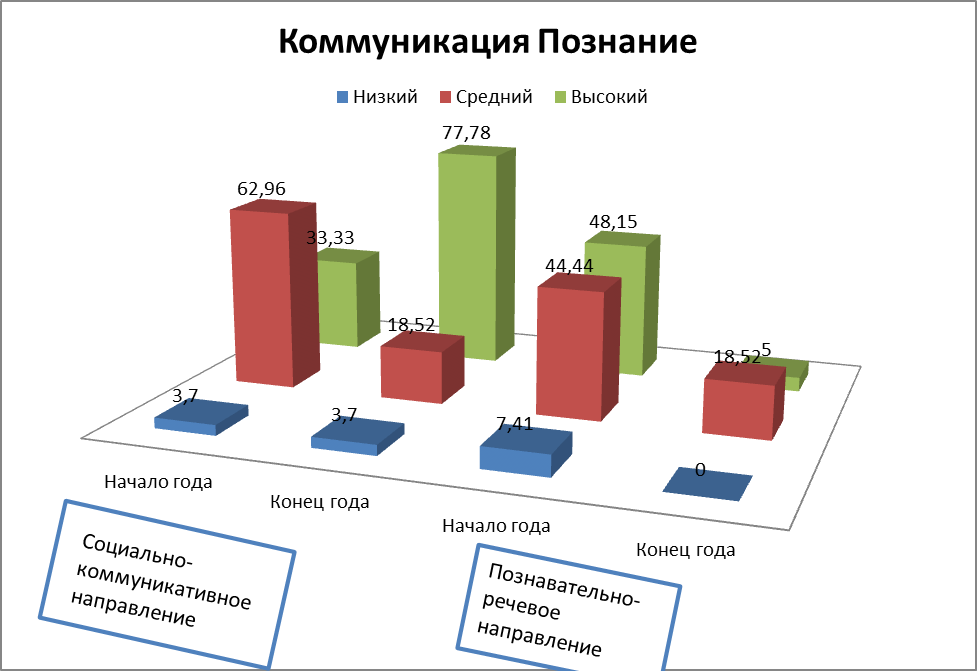 Коммуникация Познание
Низкий Средний Высокий
77,78
62,96
33,33
48,15
44,44
18,52
18,52
5
3,7
3,7
7,41
0
Начало года
Конец года
Начало года
Конец года
Социально-
коммуникативное
направление
Познавательно-
речевое
направление